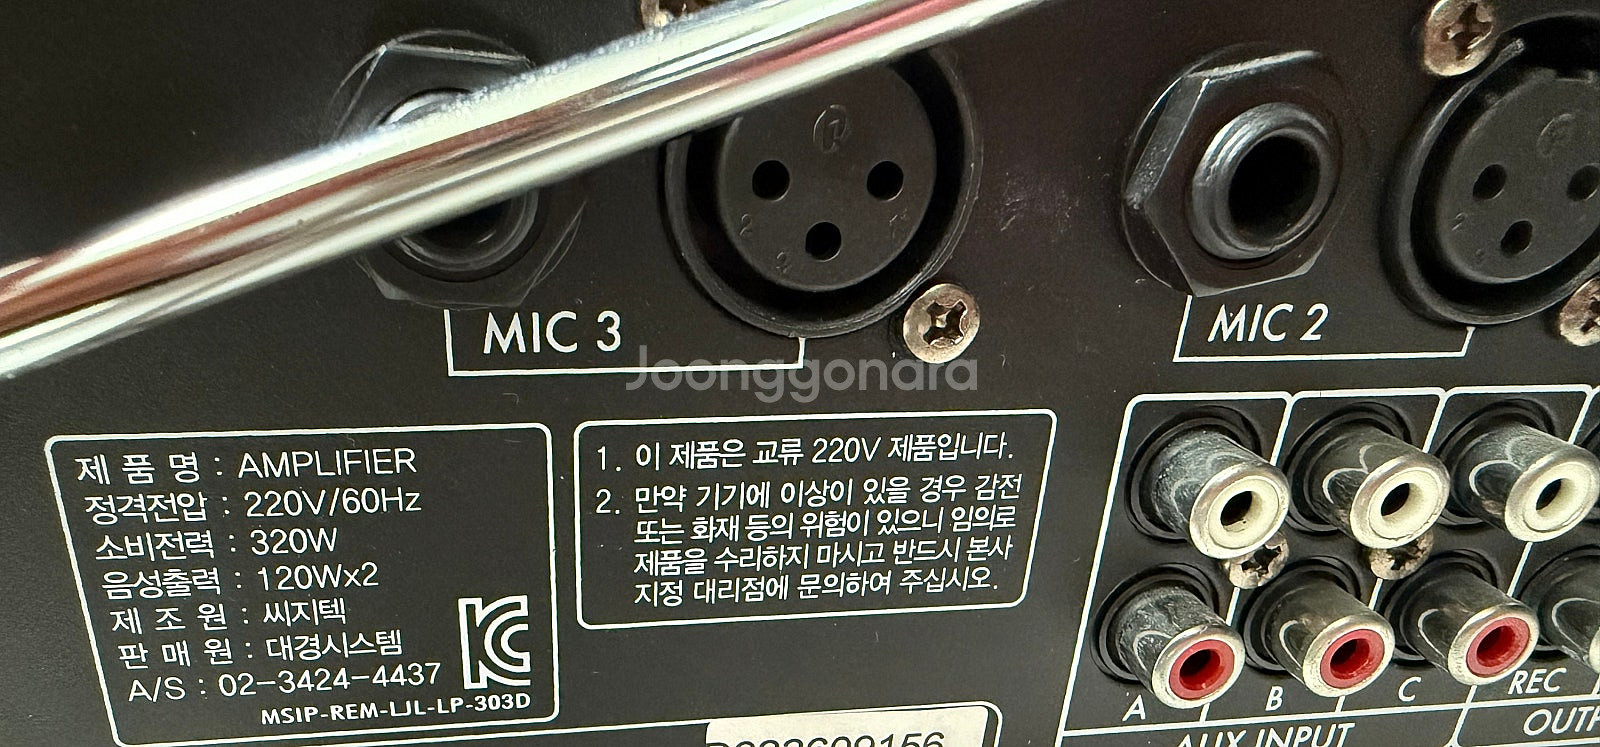 MIC 3
MIC 2
Joonggonara
제 품 명 : AMPLIFIER
정격전압 : 220V/60Hz
소비전력 : 320W
음성출력 : 120Wx2
제 조 원 : 씨지텍
판 매 원 : 대경시스템
A/S : 02-3424-4437
MSIP-REM-LJL-LP-303D
1. 이 제품은 교류 220V 제품입니다.
2. 만약 기기에 이상이 있을 경우 감전
또는 화재 등의 위험이 있으니 임의로
제품을 수리하지 마시고 반드시 본사
지정 대리점에 문의하여 주십시오.
A B C REC
AUX INPUT